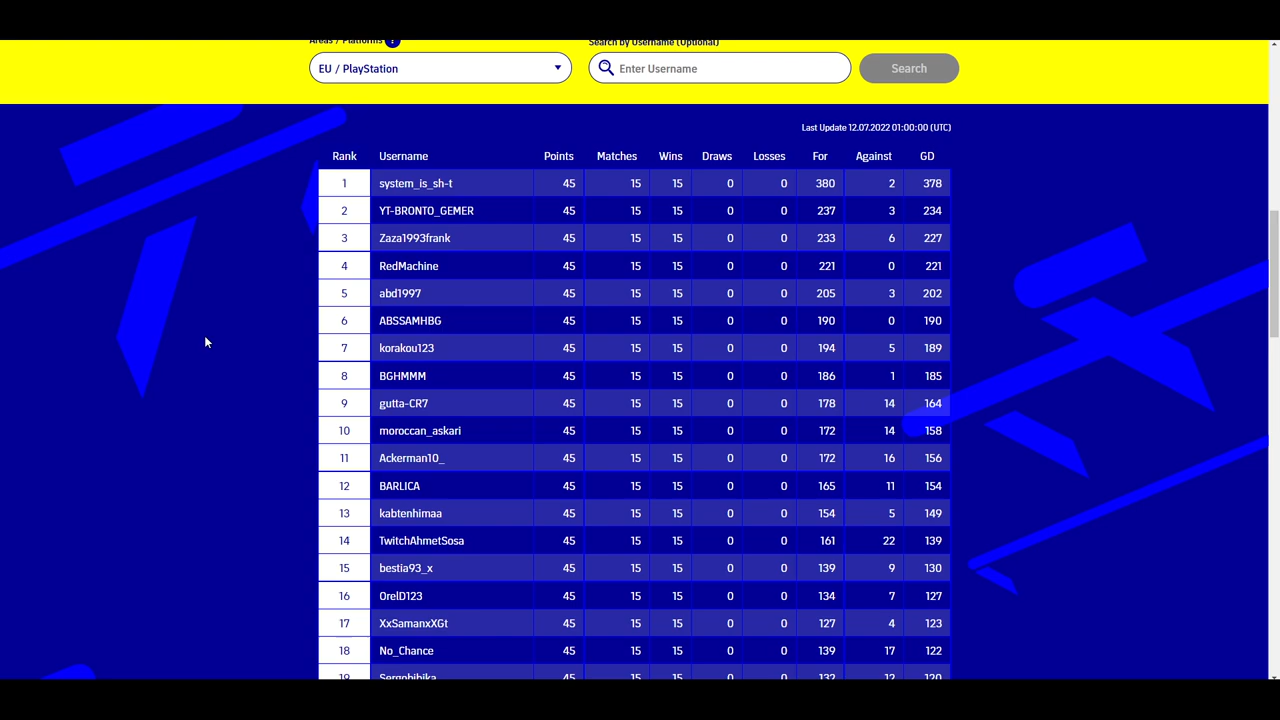 Areas / Platforms ?
Search by Username (Optional)
EU / PlayStation
Enter Username
Search
Last Update 12.07.2022 01:00:00 (UTC)
Rank Username Points Matches Wins Draws Losses For Against GD
1 system_is_sh-t 45 15 15 0 0 380 2 378
2 YT-BRONTO_GEMER 45 15 15 0 0 237 3 234
3 Zaza1993frank 45 15 15 0 0 233 6 227
4 RedMachine 45 15 15 0 0 221 0 221
5 abd1997 45 15 15 0 0 205 3 202
6 ABSSAMHBG 45 15 15 0 0 190 0 190
7 korakou123 45 15 15 0 0 194 5 189
8 BGHMMM 45 15 15 0 0 186 1 185
9 gutta-CR7 45 15 15 0 0 178 14 164
10 moroccan_askari 45 15 15 0 0 172 14 158
11 Ackerman10_ 45 15 15 0 0 172 16 156
12 BARLICA 45 15 15 0 0 165 11 154
13 kabtenhimaa 45 15 15 0 0 154 5 149
14 TwitchAhmetSosa 45 15 15 0 0 161 22 139
15 bestia93_x 45 15 15 0 0 139 9 130
16 OrelD123 45 15 15 0 0 134 7 127
17 XxSamanxXGt 45 15 15 0 0 127 4 123
18 No_Chance 45 15 15 0 0 139 17 122
19 Sergobibika 45 15 15 0 0 132 12 120